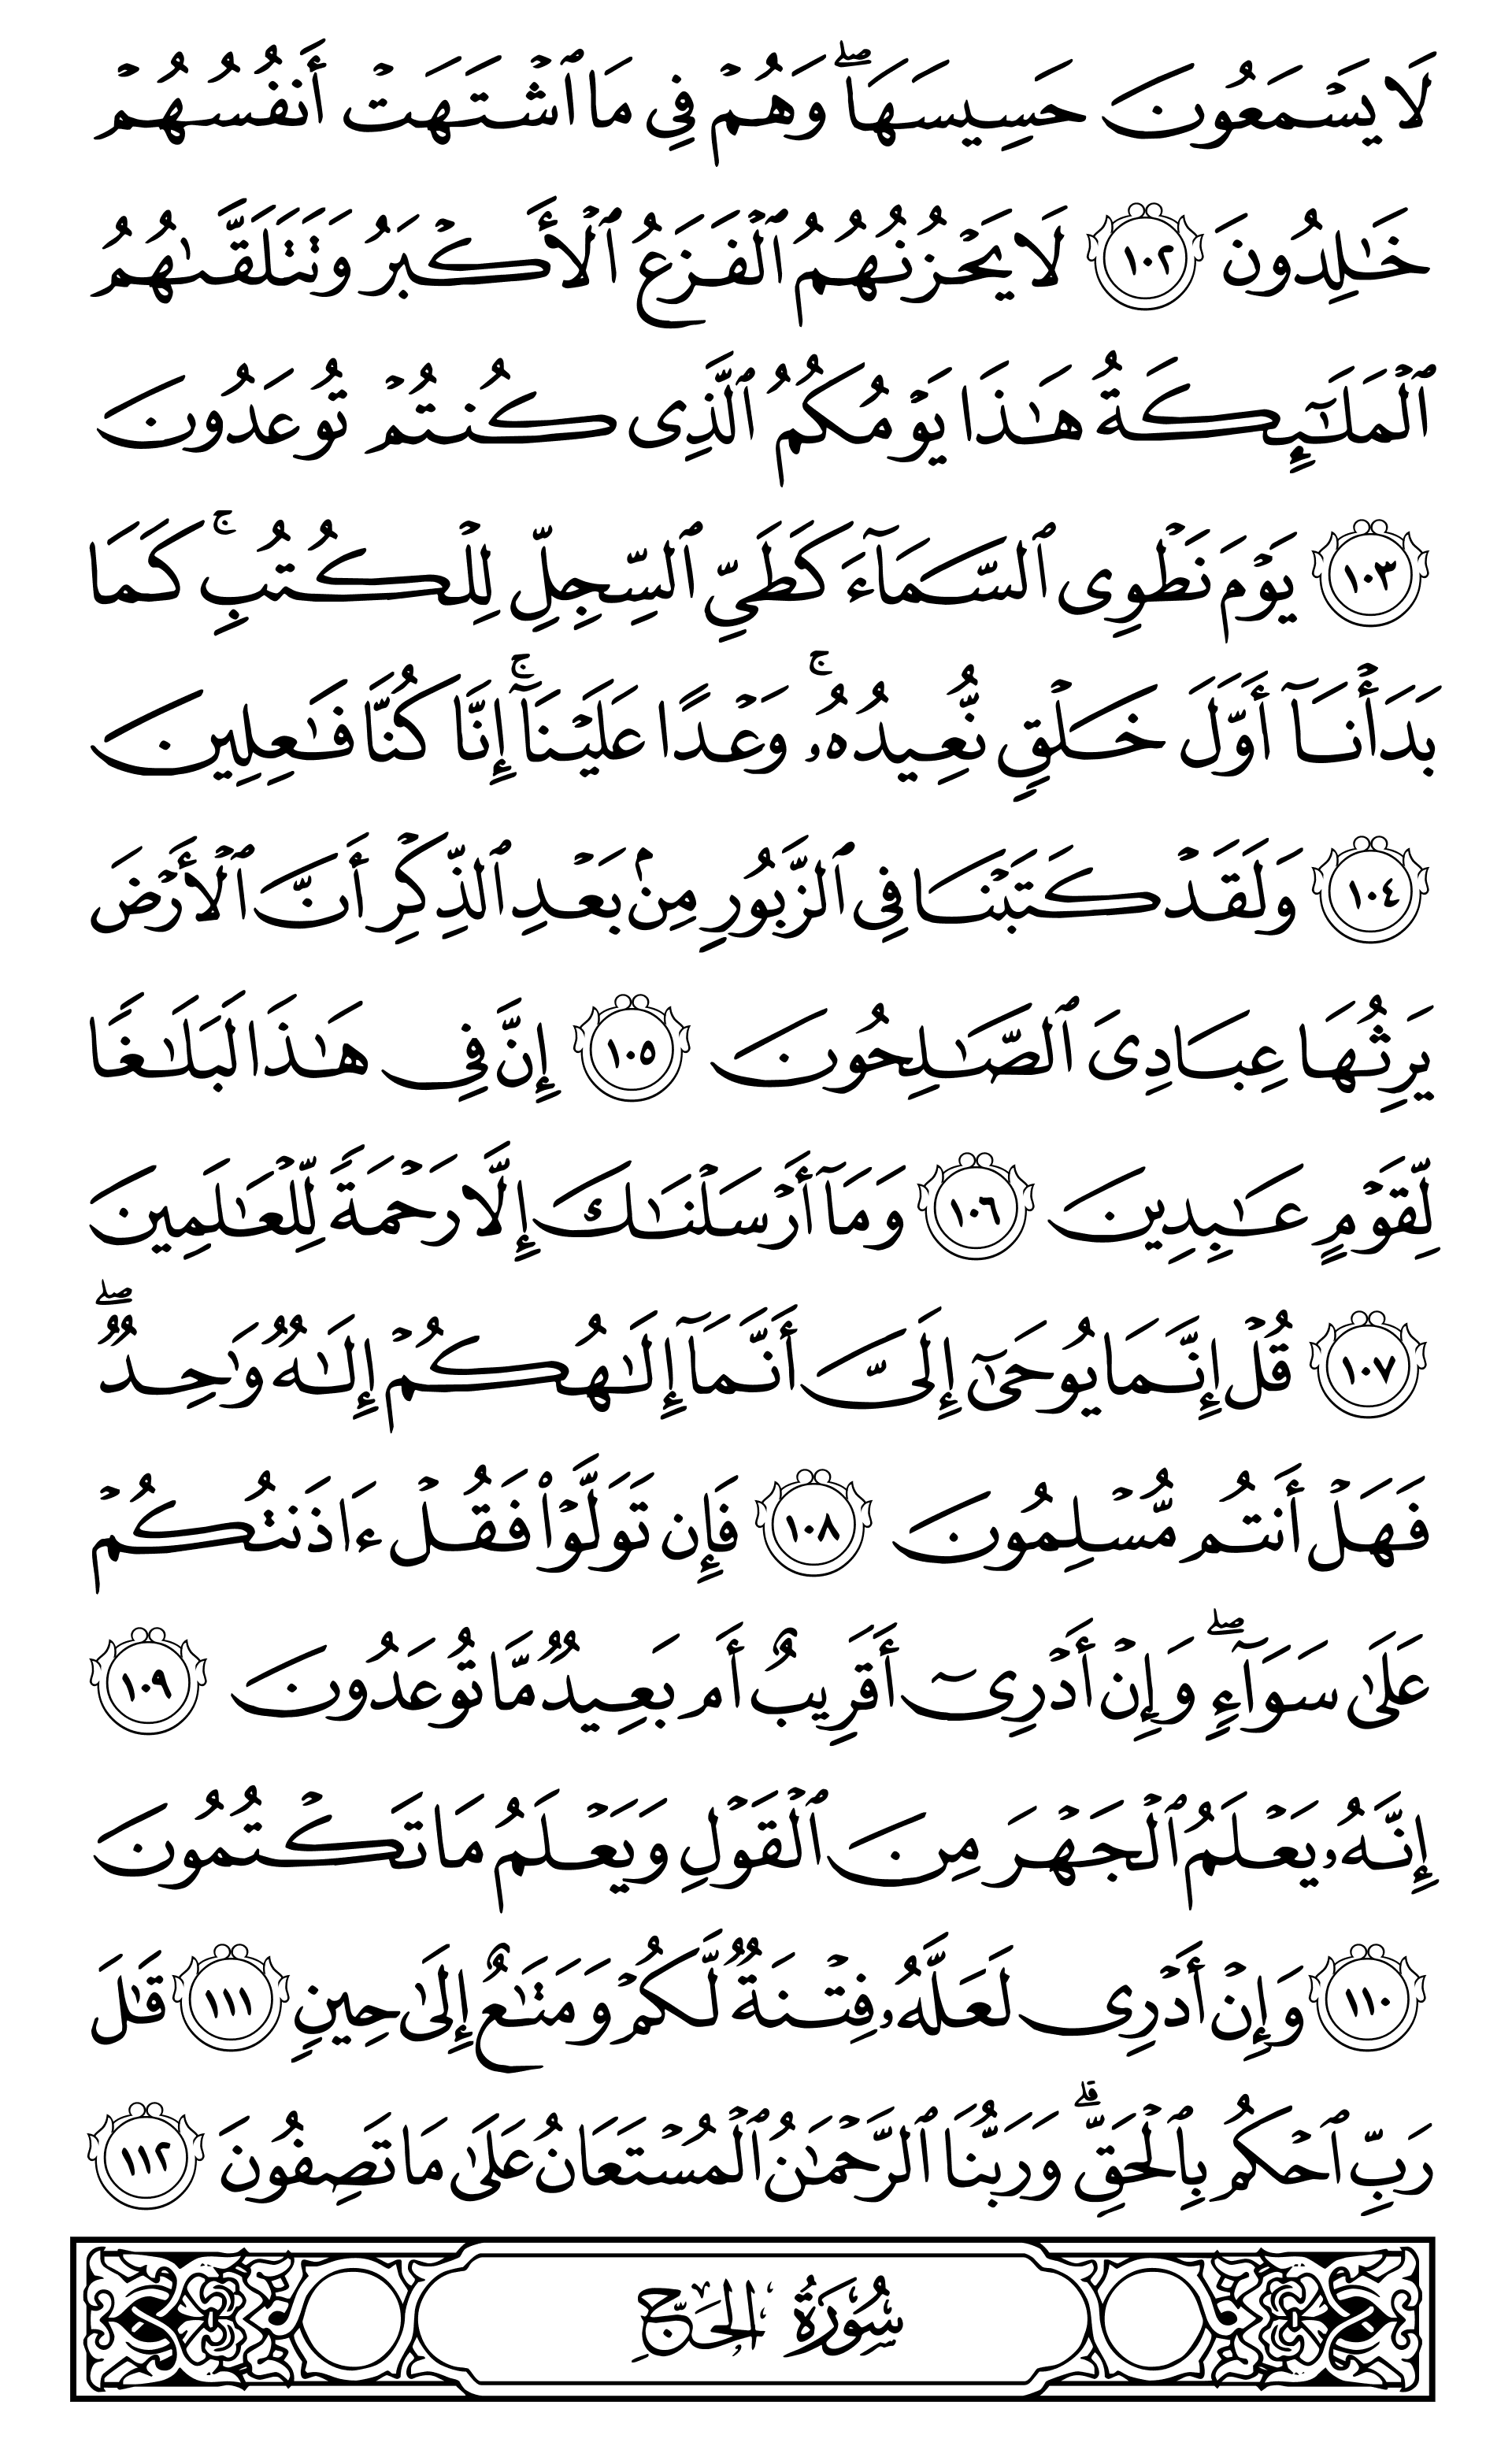 لَا يَسْمَعُونَ حَسِيسَهَا ۖ وَهُمْ فِى مَا ٱشْتَهَتْ أَنفُسُهُمْ
خَـٰلِدُونَ ١٠٢ لَا يَحْزُنُهُمُ ٱلْفَزَعُ ٱلْأَكْبَرُ وَتَتَلَقَّىٰهُمُ
ٱلْمَلَـٰٓئِكَةُ هَـٰذَا يَوْمُكُمُ ٱلَّذِى كُنتُمْ تُوعَدُونَ
١٠٣ يَوْمَ نَطْوِى ٱلسَّمَآءَ كَطَىِّ ٱلسِّجِلِّ لِلْكُتُبِ ۚ كَمَا
بَدَأْنَآ أَوَّلَ خَلْقٍ نُّعِيدُهُۥ ۚ وَعْدًا عَلَيْنَآ ۚ إِنَّا كُنَّا فَـٰعِلِينَ
١٠٤ وَلَقَدْ كَتَبْنَا فِى ٱلزَّبُورِ مِنۢ بَعْدِ ٱلذِّكْرِ أَنَّ ٱلْأَرْضَ
يَرِثُهَا عِبَادِىَ ٱلصَّـٰلِحُونَ ١٠٥ إِنَّ فِى هَـٰذَا لَبَلَـٰغًا
لِّقَوْمٍ عَـٰبِدِينَ ١٠٦ وَمَآ أَرْسَلْنَـٰكَ إِلَّا رَحْمَةً لِّلْعَـٰلَمِينَ
١٠٧ قُلْ إِنَّمَا يُوحَىٰٓ إِلَىَّ أَنَّمَآ إِلَـٰهُكُمْ إِلَـٰهٌ وَٰحِدٌ ۖ
فَهَلْ أَنتُم مُّسْلِمُونَ ١٠٨ فَإِن تَوَلَّوْا۟ فَقُلْ ءَاذَنتُكُمْ
عَلَىٰ سَوَآءٍ ۖ وَإِنْ أَدْرِىٓ أَقَرِيبٌ أَم بَعِيدٌ مَّا تُوعَدُونَ ١٠٩
إِنَّهُۥ يَعْلَمُ ٱلْجَهْرَ مِنَ ٱلْقَوْلِ وَيَعْلَمُ مَا تَكْتُمُونَ
١١٠ وَإِنْ أَدْرِى لَعَلَّهُۥ فِتْنَةٌ لَّكُمْ وَمَتَـٰعٌ إِلَىٰ حِينٍ ١١١ قَـٰلَ
رَبِّ ٱحْكُم بِٱلْحَقِّ ۗ وَرَبُّنَا ٱلرَّحْمَـٰنُ ٱلْمُسْتَعَانُ عَلَىٰ مَا تَصِفُونَ ١١٢
سُورَةُ الحَجِّ